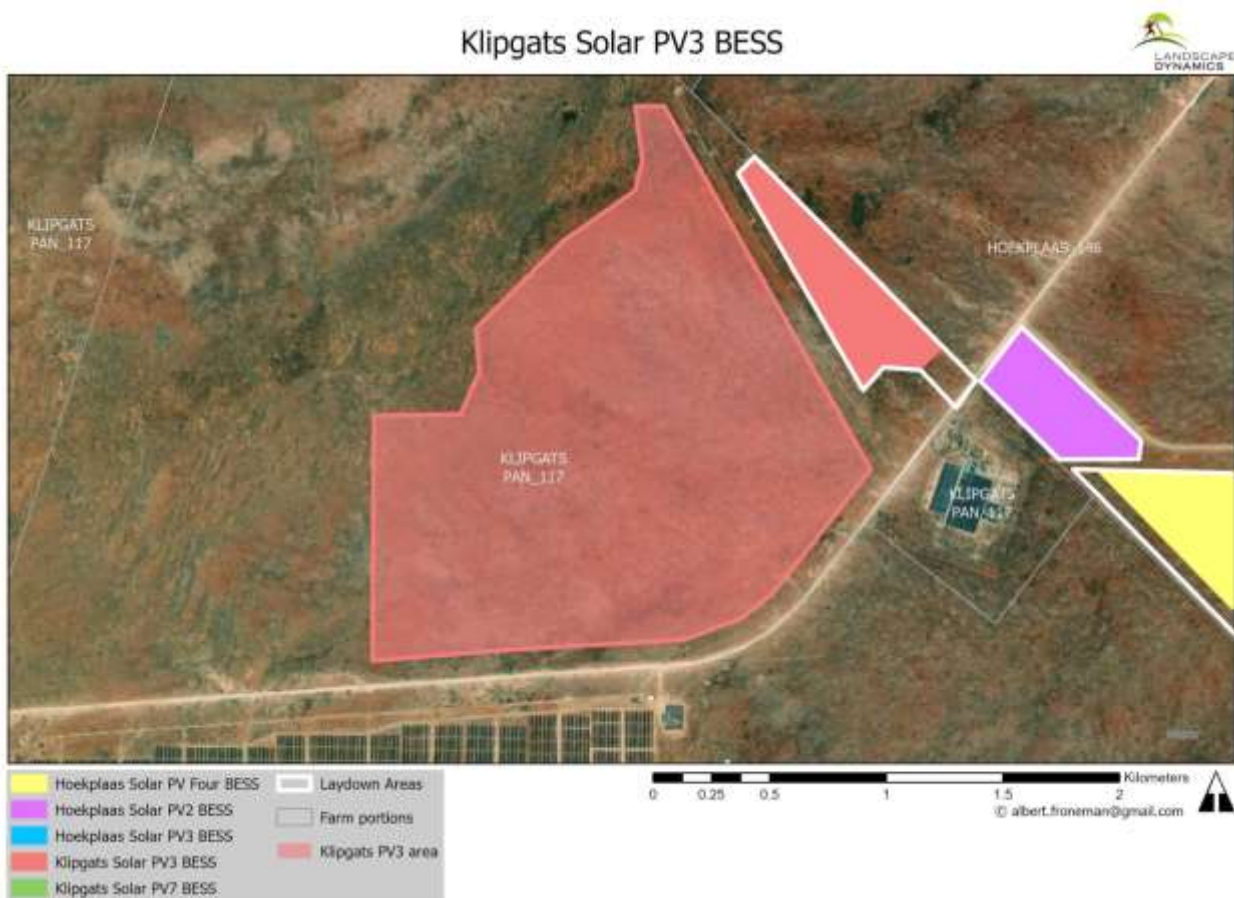 Klipgats Solar PV3 BESS
LANDSCAPE
DYNAMICS
KLIPGATS
PAN_117
HOEKPLAAS_146
KLIPGATS
PAN_117
KLIPGATS
PAN_117
Hoekplaas Solar PV Four BESS
Hoekplaas Solar PV2 BESS
Hoekplaas Solar PV3 BESS
Klipgats Solar PV3 BESS
Klipgats Solar PV7 BESS
Laydown Areas
Farm portions
Klipgats PV3 area
Kilometers
0 0.25 0.5 1 1.5 2
© albert.froneman@gmail.com